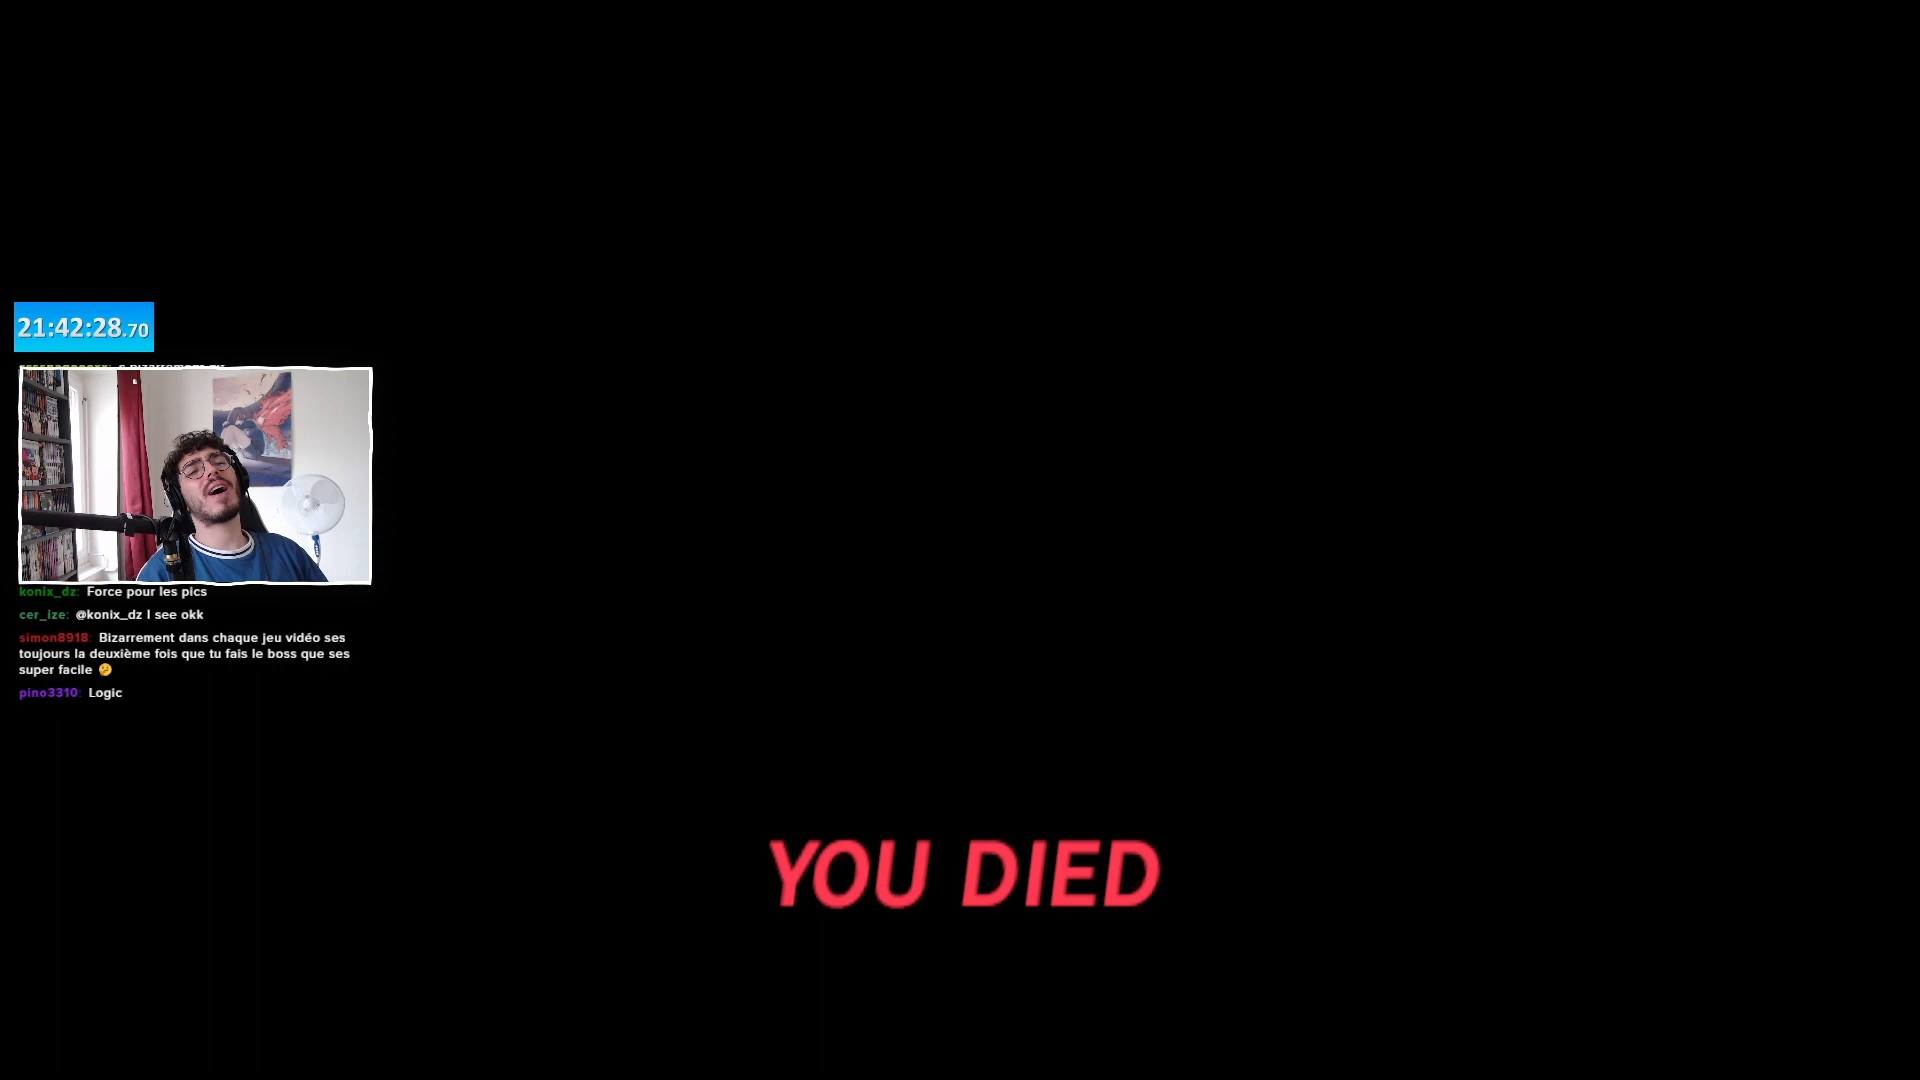 21:42:28.70
konix_dz: Force pour les pics
cer_ize: @konix_dz I see okk
simon8918: Bizarrement dans chaque jeu vidéo ses
toujours la deuxième fois que tu fais le boss que ses
super facile 🤔
pino3310: Logic
YOU DIED